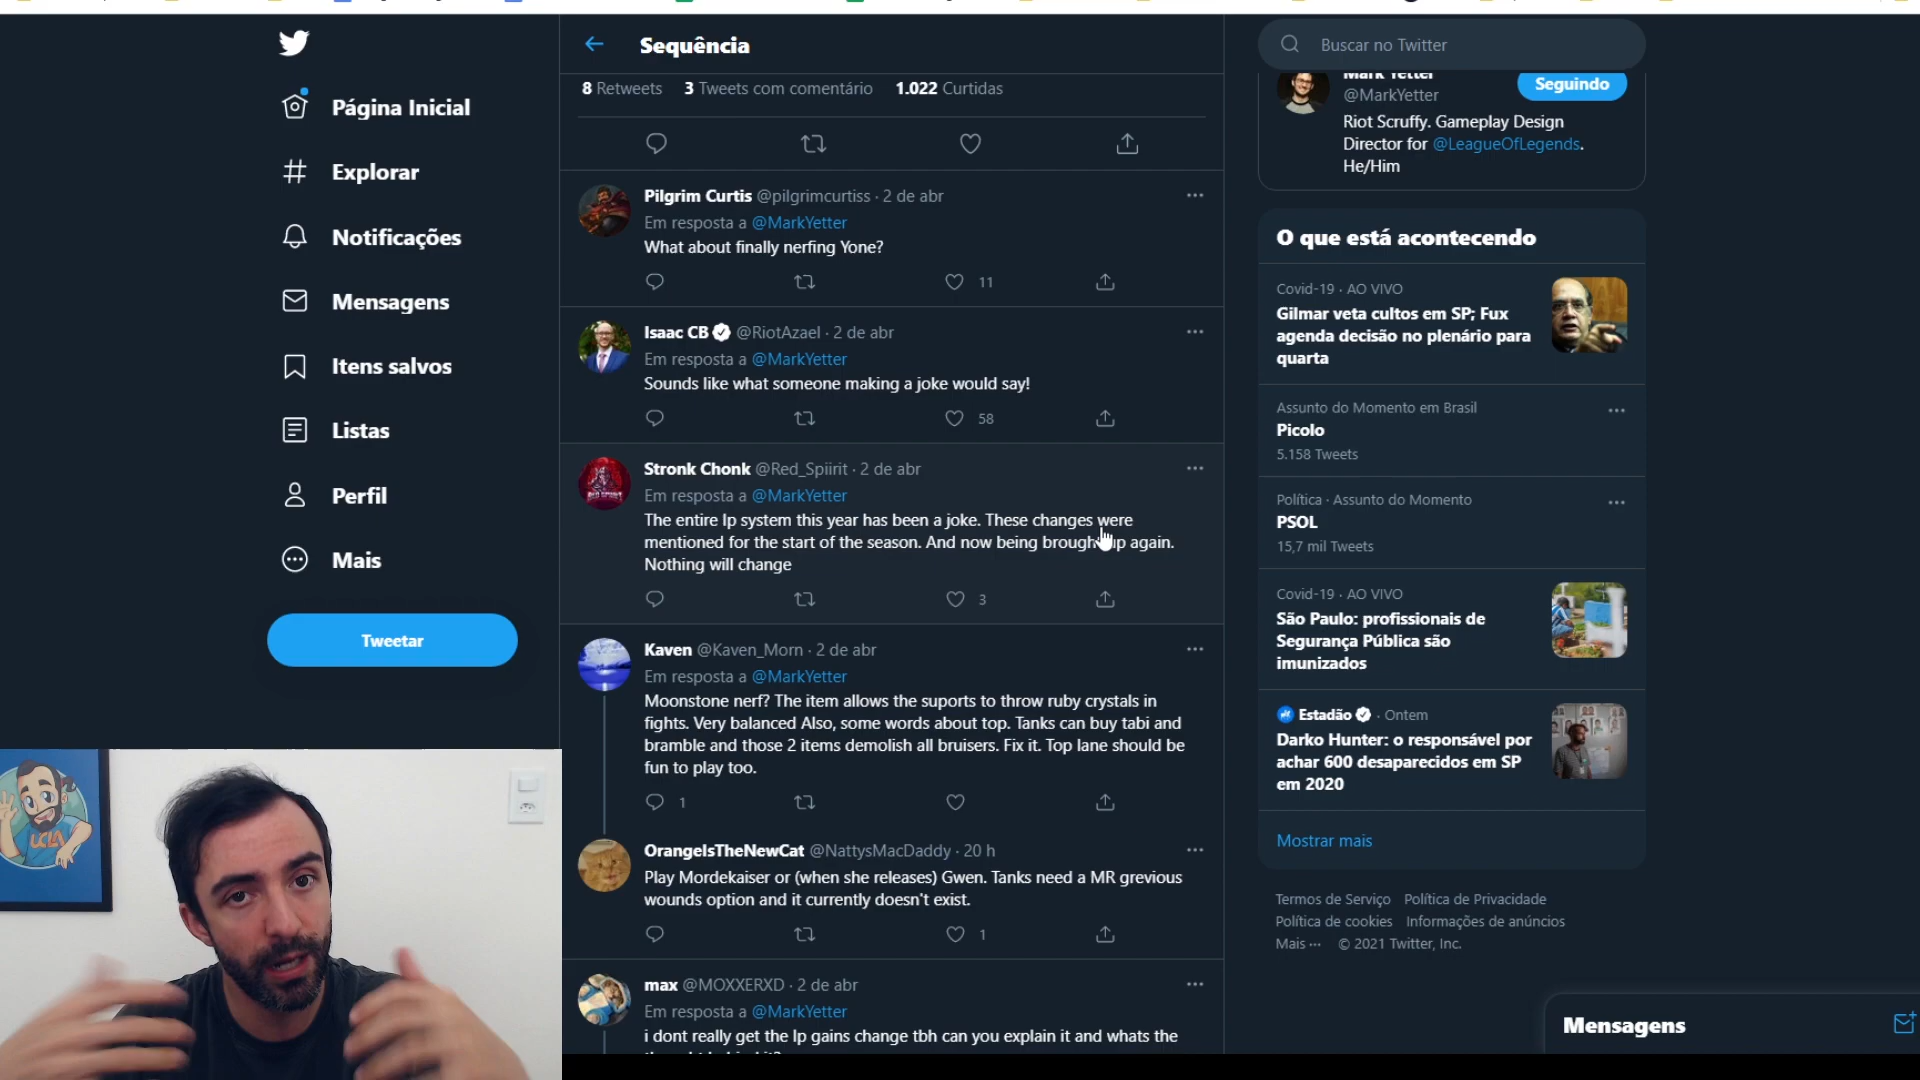 Sequência
8 Retweets 3 Tweets com comentário 1.022 Curtidas
Página Inicial
Explorar
Notificações
Mensagens
Itens salvos
Listas
Perfil
Mais
Tweetar
Pilgrim Curtis @pilgrimcurtiss · 2 de abr
Em resposta a @MarkYetter
What about finally nerfing Yone?
11
Isaac CB @RiotAzael · 2 de abr
Em resposta a @MarkYetter
Sounds like what someone making a joke would say!
58
Stronk Chonk @Red_Spiirit · 2 de abr
Em resposta a @MarkYetter
The entire lp system this year has been a joke. These changes were
mentioned for the start of the season. And now being brough up again.
Nothing will change
3
Kaven @Kaven_Morn · 2 de abr
Em resposta a @MarkYetter
Moonstone nerf? The item allows the suports to throw ruby crystals in
fights. Very balanced Also, some words about top. Tanks can buy tabi and
bramble and those 2 items demolish all bruisers. Fix it. Top lane should be
fun to play too.
1
OrangeIsTheNewCat @NattysMacDaddy · 20 h
Play Mordekaiser or (when she releases) Gwen. Tanks need a MR grevious
wounds option and it currently doesn't exist.
1
max @MOXXERXD · 2 de abr
Em resposta a @MarkYetter
i dont really get the lp gains change tbh can you explain it and whats the
Buscar no Twitter
Mark Yetter
@MarkYetter
Seguindo
Riot Scruffy. Gameplay Design
Director for @LeagueOfLegends.
He/Him
O que está acontecendo
Covid-19 · AO VIVO
Gilmar veta cultos em SP; Fux
agenda decisão no plenário para
quarta
Assunto do Momento em Brasil
Picolo
5.158 Tweets
Política · Assunto do Momento
PSOL
15,7 mil Tweets
Covid-19 · AO VIVO
São Paulo: profissionais de
Segurança Pública são
imunizados
Estadão · Ontem
Darko Hunter: o responsável por
achar 600 desaparecidos em SP
em 2020
Mostrar mais
Termos de Serviço Política de Privacidade
Política de cookies Informações de anúncios
Mais ··· © 2021 Twitter, Inc.
Mensagens